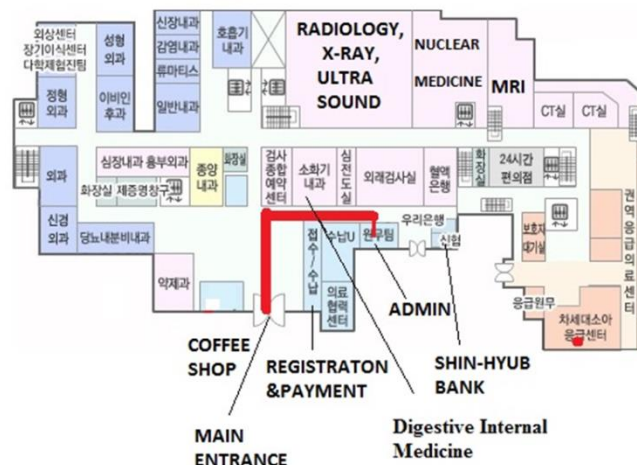 외상센터
장기이식센터
다학제협진팀
성형
외과
신장내과
감염내과
류마티스
일반내과
호흡기
내과
RADIOLOGY,
X-RAY,
ULTRA
SOUND
NUCLEAR
MEDICINE
MRI
CT실
CT실
정형
외과
이비인
후과
외과
신경
외과
심장내과 흉부외과
화장실 제증명창구
당뇨내분비내과
종양
내과
화장실
검사
종합
예약
센터
소화기
내과
심
전
도
실
외래검사실
혈액
은행
화
장
실
24시간
편의점
권
역
응
급
의
료
센
터
약제과
접
수
/
수
납
수납U
원무팀
우리은행
신협
보호자
대기실
의료
협력
센터
응급원무
차세대소아
응급센터
COFFEE
SHOP
REGISTRATON
&PAYMENT
ADMIN
SHIN-HYUB
BANK
MAIN
ENTRANCE
Digestive Internal
Medicine